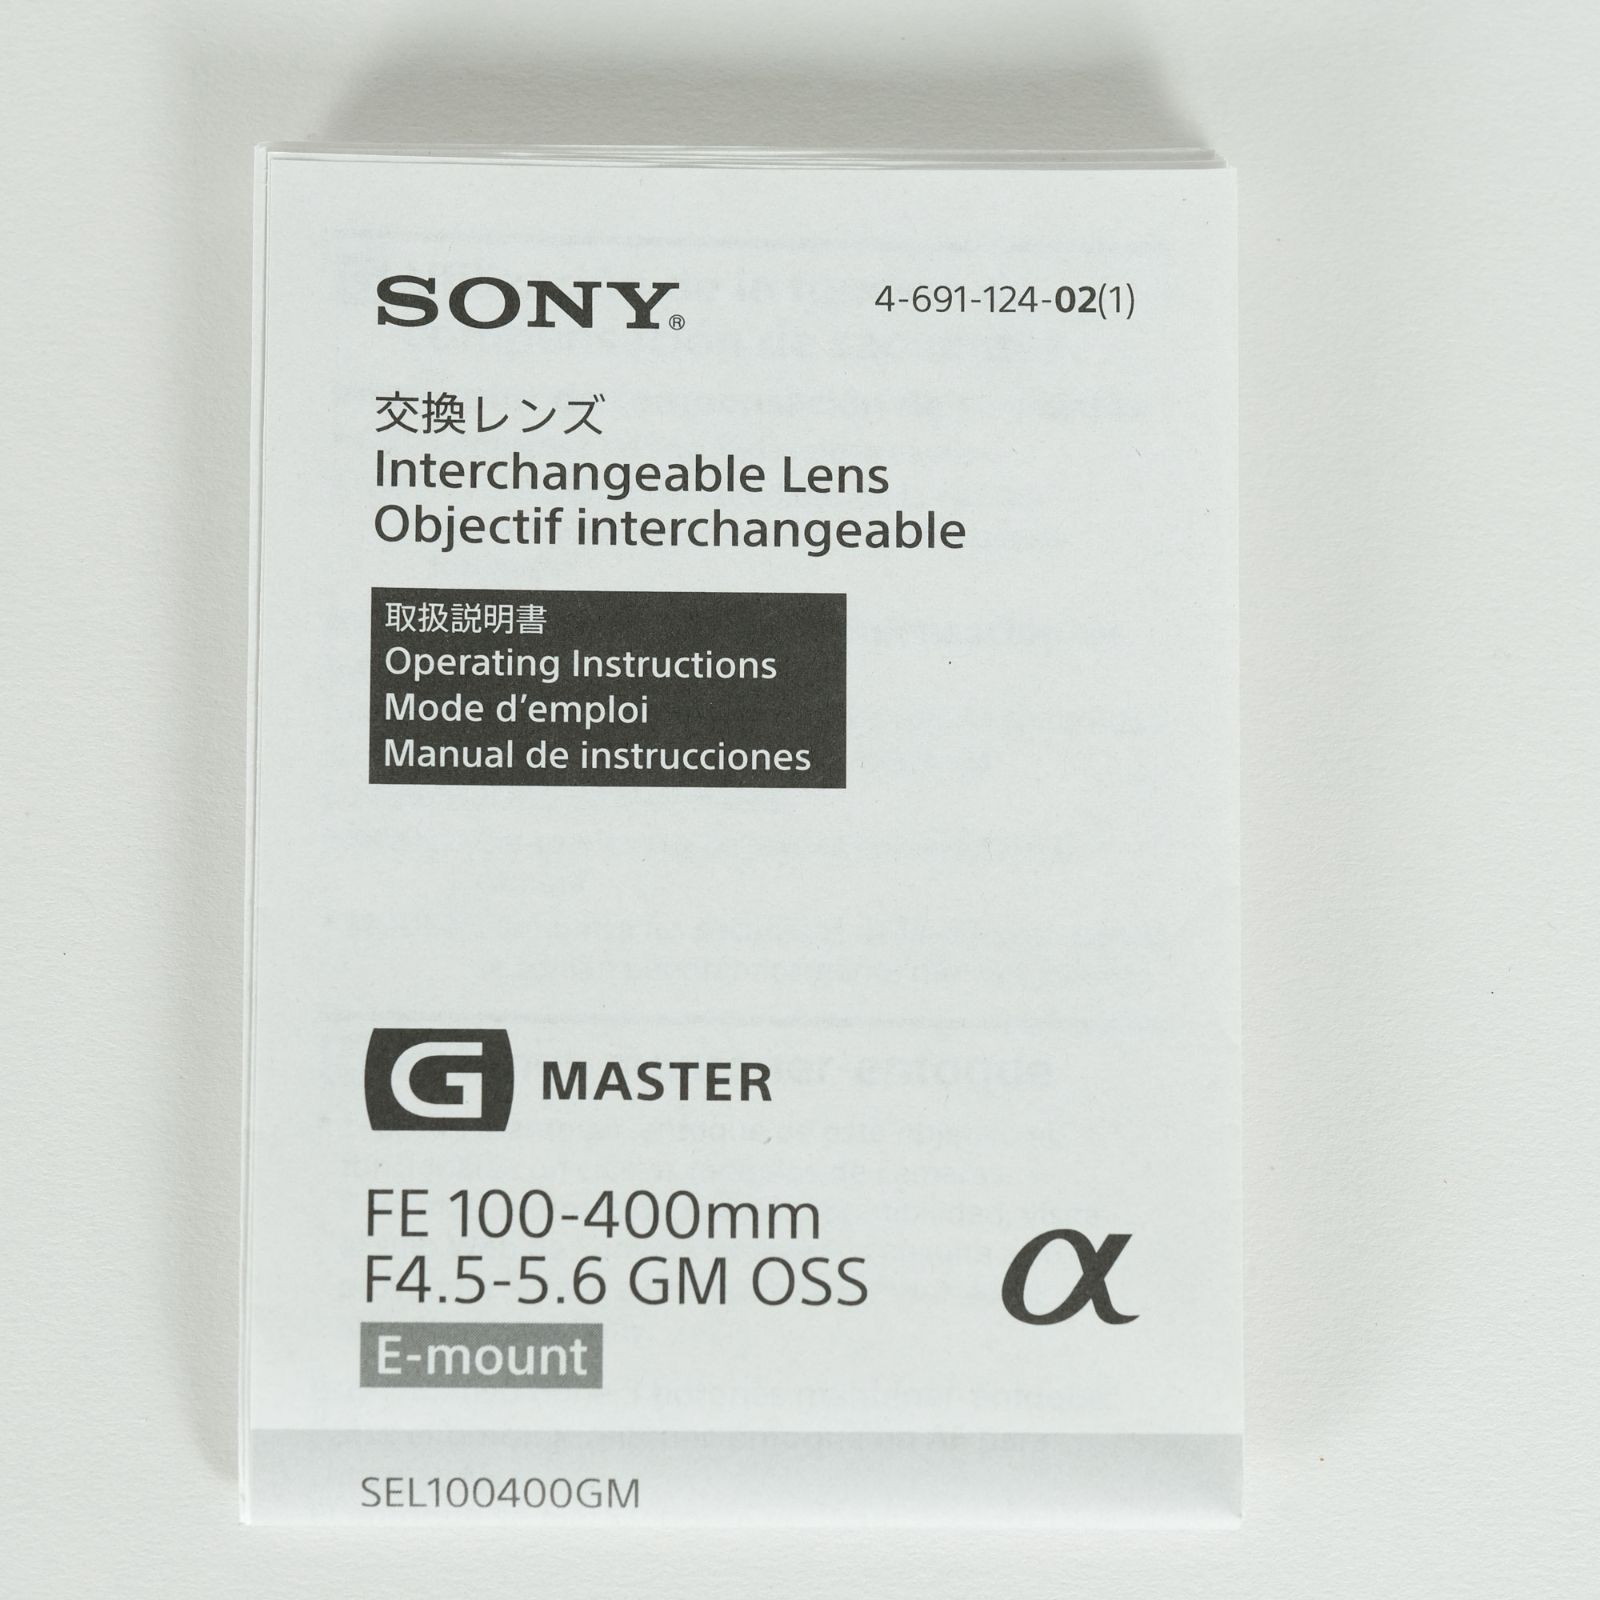 SONY®
4-691-124-02(1)
交換レンズ
Interchangeable Lens
Objectif interchangeable
取扱説明書
Operating Instructions
Mode d’emploi
Manual de instrucciones
G MASTER
FE 100-400mm
F4.5-5.6 GM OSS
α
E-mount
SEL100400GM